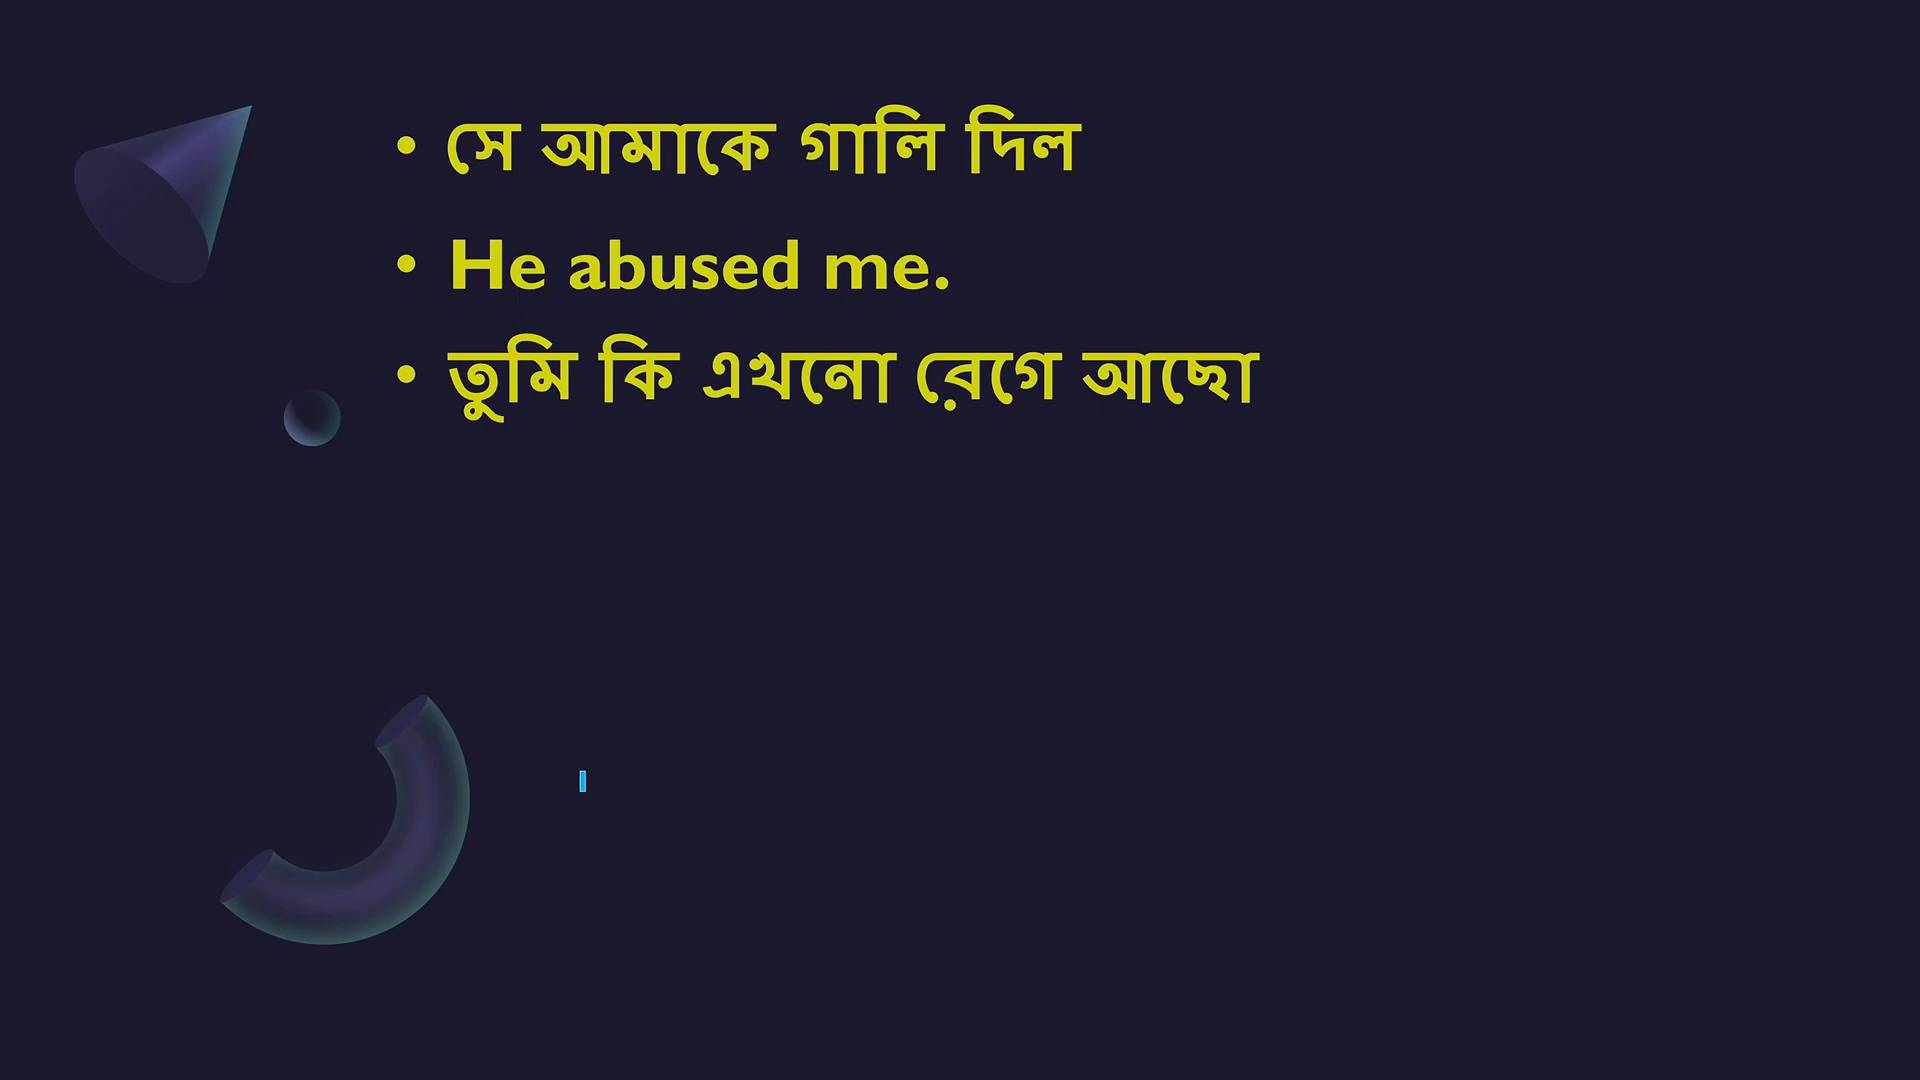 • সে আমাকে গালি দিল
• He abused me.
• তুমি কি এখনো রেগে আছো